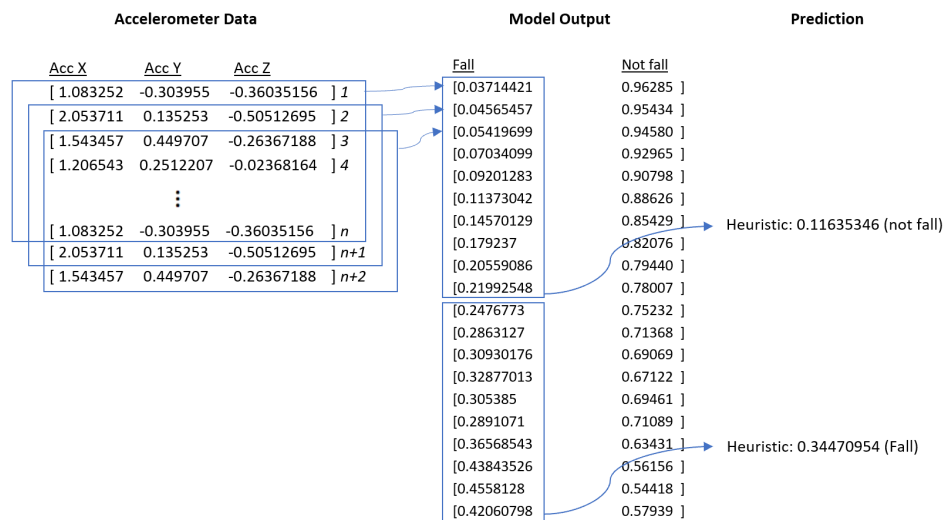 Accelerometer Data Model Output Prediction
Acc X Acc Y Acc Z
[ 1.083252 -0.303955 -0.36035156 ] 1
[ 2.053711 0.135253 -0.50512695 ] 2
[ 1.543457 0.449707 -0.26367188 ] 3
[ 1.206543 0.2512207 -0.02368164 ] 4
⋮
[ 1.083252 -0.303955 -0.36035156 ] n
[ 2.053711 0.135253 -0.50512695 ] n+1
[ 1.543457 0.449707 -0.26367188 ] n+2
Fall Not fall
[0.03714421 0.96285 ]
[0.04565457 0.95434 ]
[0.05419699 0.94580 ]
[0.07034099 0.92965 ]
[0.09201283 0.90798 ]
[0.11373042 0.88626 ]
[0.14570129 0.85429 ]
[0.179237 0.82076 ]
[0.20559086 0.79440 ]
[0.21992548 0.78007 ]
[0.2476773 0.75232 ]
[0.2863127 0.71368 ]
[0.30930176 0.69069 ]
[0.32877013 0.67122 ]
[0.305385 0.69461 ]
[0.2891071 0.71089 ]
[0.36568543 0.63431 ]
[0.43843526 0.56156 ]
[0.4558128 0.54418 ]
[0.42060798 0.57939 ]
Heuristic: 0.11635346 (not fall)
Heuristic: 0.34470954 (Fall)